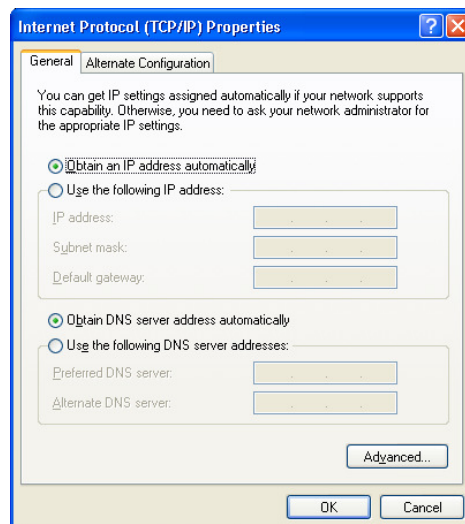 Internet Protocol (TCP/IP) Properties
General Alternate Configuration
You can get IP settings assigned automatically if your network supports
this capability. Otherwise, you need to ask your network administrator for
the appropriate IP settings.
Obtain an IP address automatically
Use the following IP address:
IP address:
Subnet mask:
Default gateway:
Obtain DNS server address automatically
Use the following DNS server addresses:
Preferred DNS server:
Alternate DNS server:
Advanced...
OK Cancel